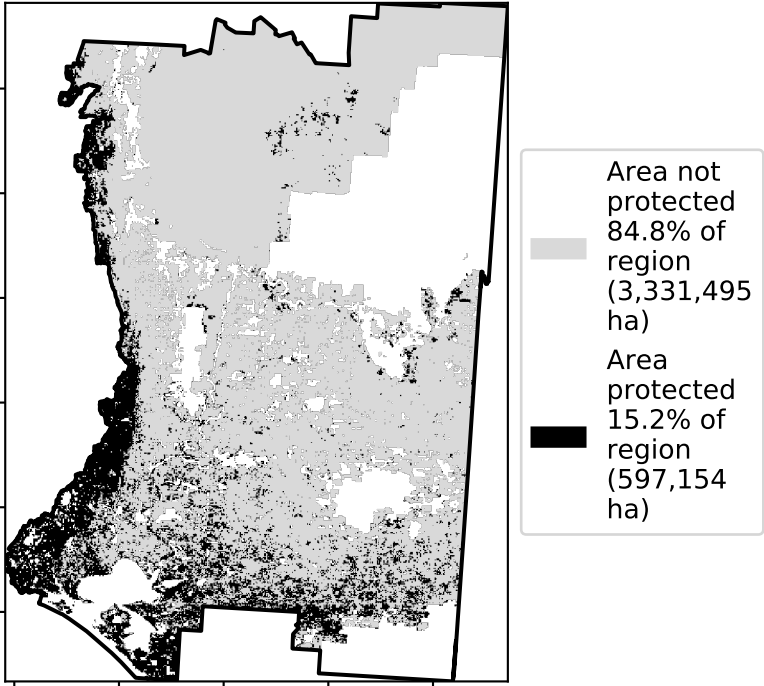 Area not
protected
84.8% of
region
(3,331,495
ha)
Area
protected
15.2% of
region
(597,154
ha)